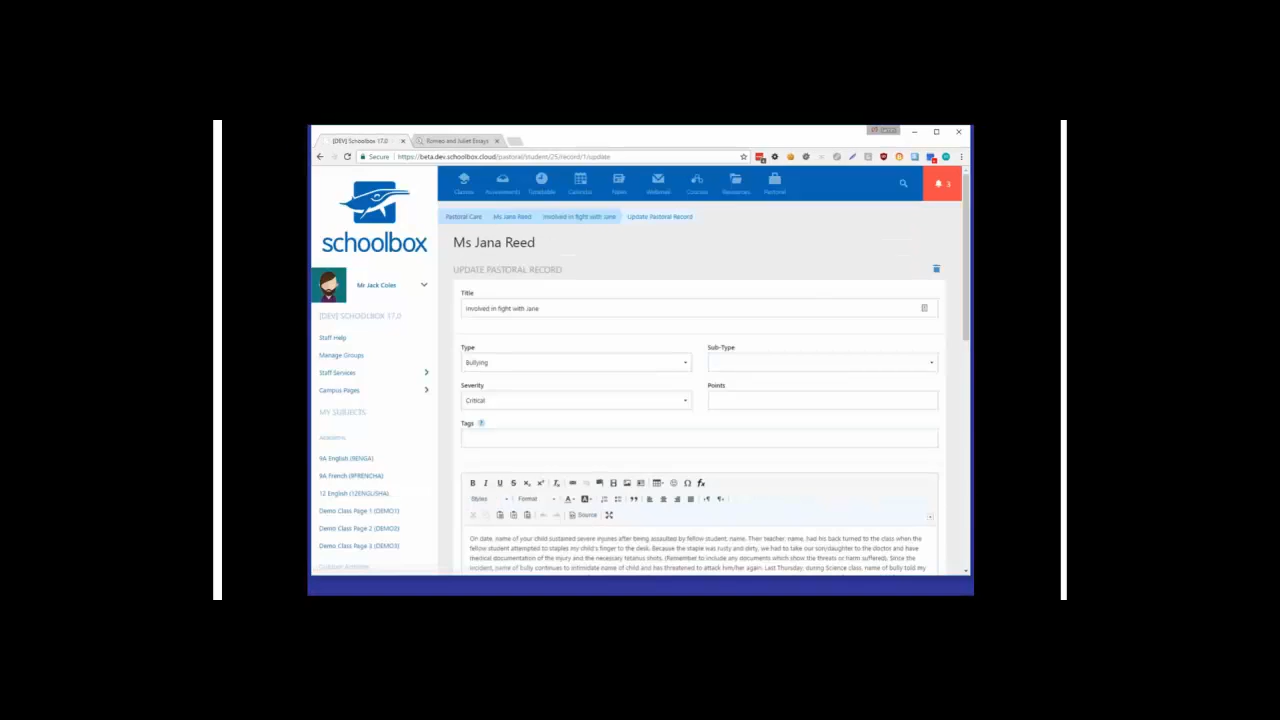 [DEV] Schoolbox 17.0
Romeo and Juliet Essays
Secure
https://beta.dev.schoolbox.cloud/pastoral/student/25/record/1/update
schoolbox
Classes Assessments Timetable Calendar News Webmail Courses Resources Pastoral
3
Pastoral Care Ms Jana Reed Involved in fight with Jane Update Pastoral Record
Mr Jack Coles
Ms Jana Reed
UPDATE PASTORAL RECORD
[DEV] SCHOOLBOX 17.0
Staff Help
Manage Groups
Staff Services
Campus Pages
MY SUBJECTS
ACADEMIC
9A English (9ENGA)
9A French (9FRENCHA)
12 English (12ENGLISHA)
Demo Class Page 1 (DEMO1)
Demo Class Page 2 (DEMO2)
Demo Class Page 3 (DEMO3)
Title
Involved in fight with Jane
Type
Bullying
Sub-Type
Severity
Critical
Points
Tags ?
Styles Format
Source
On date, name of your child sustained severe injuries after being assaulted by fellow student, name. Their teacher, name, had his back turned to the class when the
fellow student attempted to staples my child's finger to the desk. Because the staple was rusty and dirty, we had to take our son/daughter to the doctor and have
medical documentation of the injury and the necessary tetanus shots. (Remember to include any documents which show the threats or harm suffered). Since the
incident, name of bully continues to intimidate name of child and has threatened to attack him/her again. Last Thursday, during Science class, name of bully told my